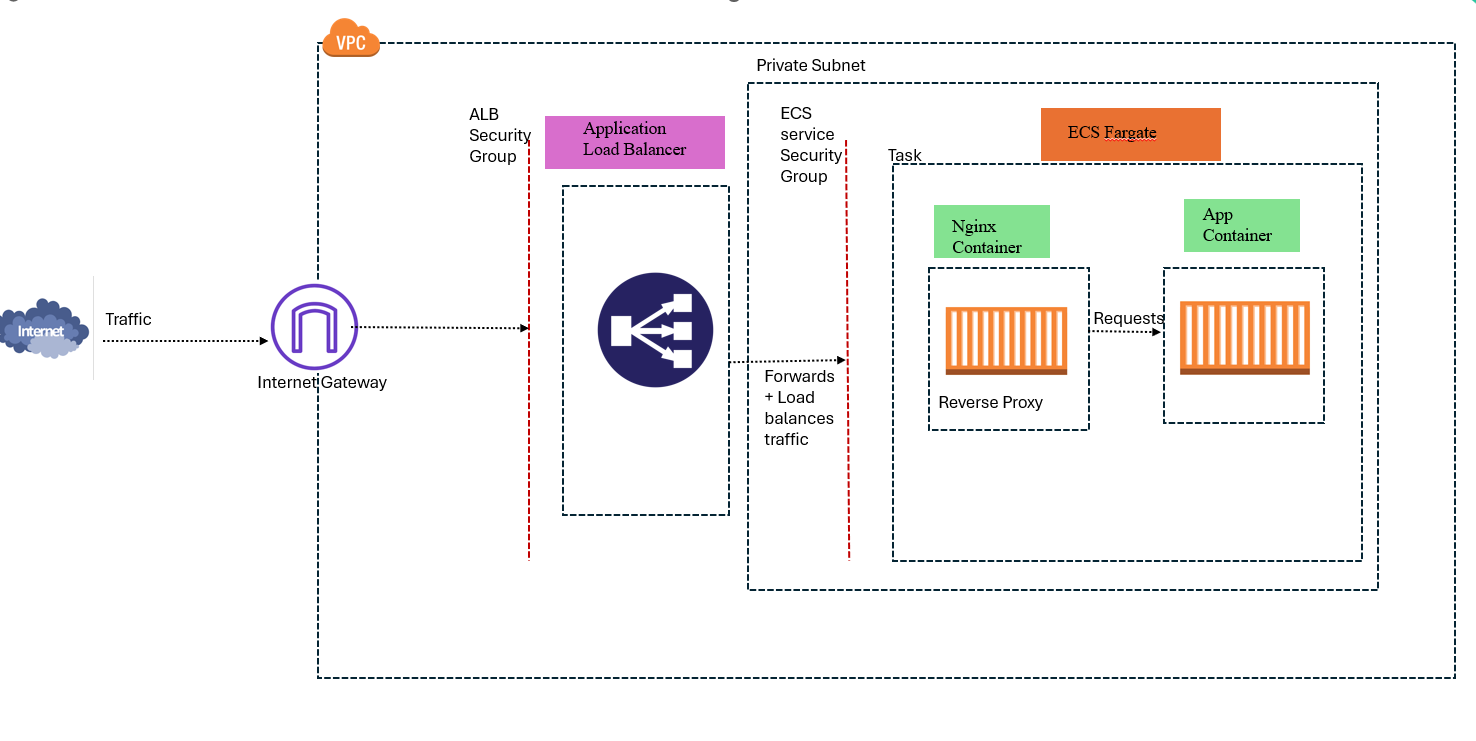 VPC
Private Subnet
ALB
Security
Group
Application
Load Balancer
ECS
service
Security
Group
ECS Fargate
Task
Nginx
Container
App
Container
Internet
Traffic
Internet Gateway
Forwards
+ Load
balances
traffic
Requests
Reverse Proxy